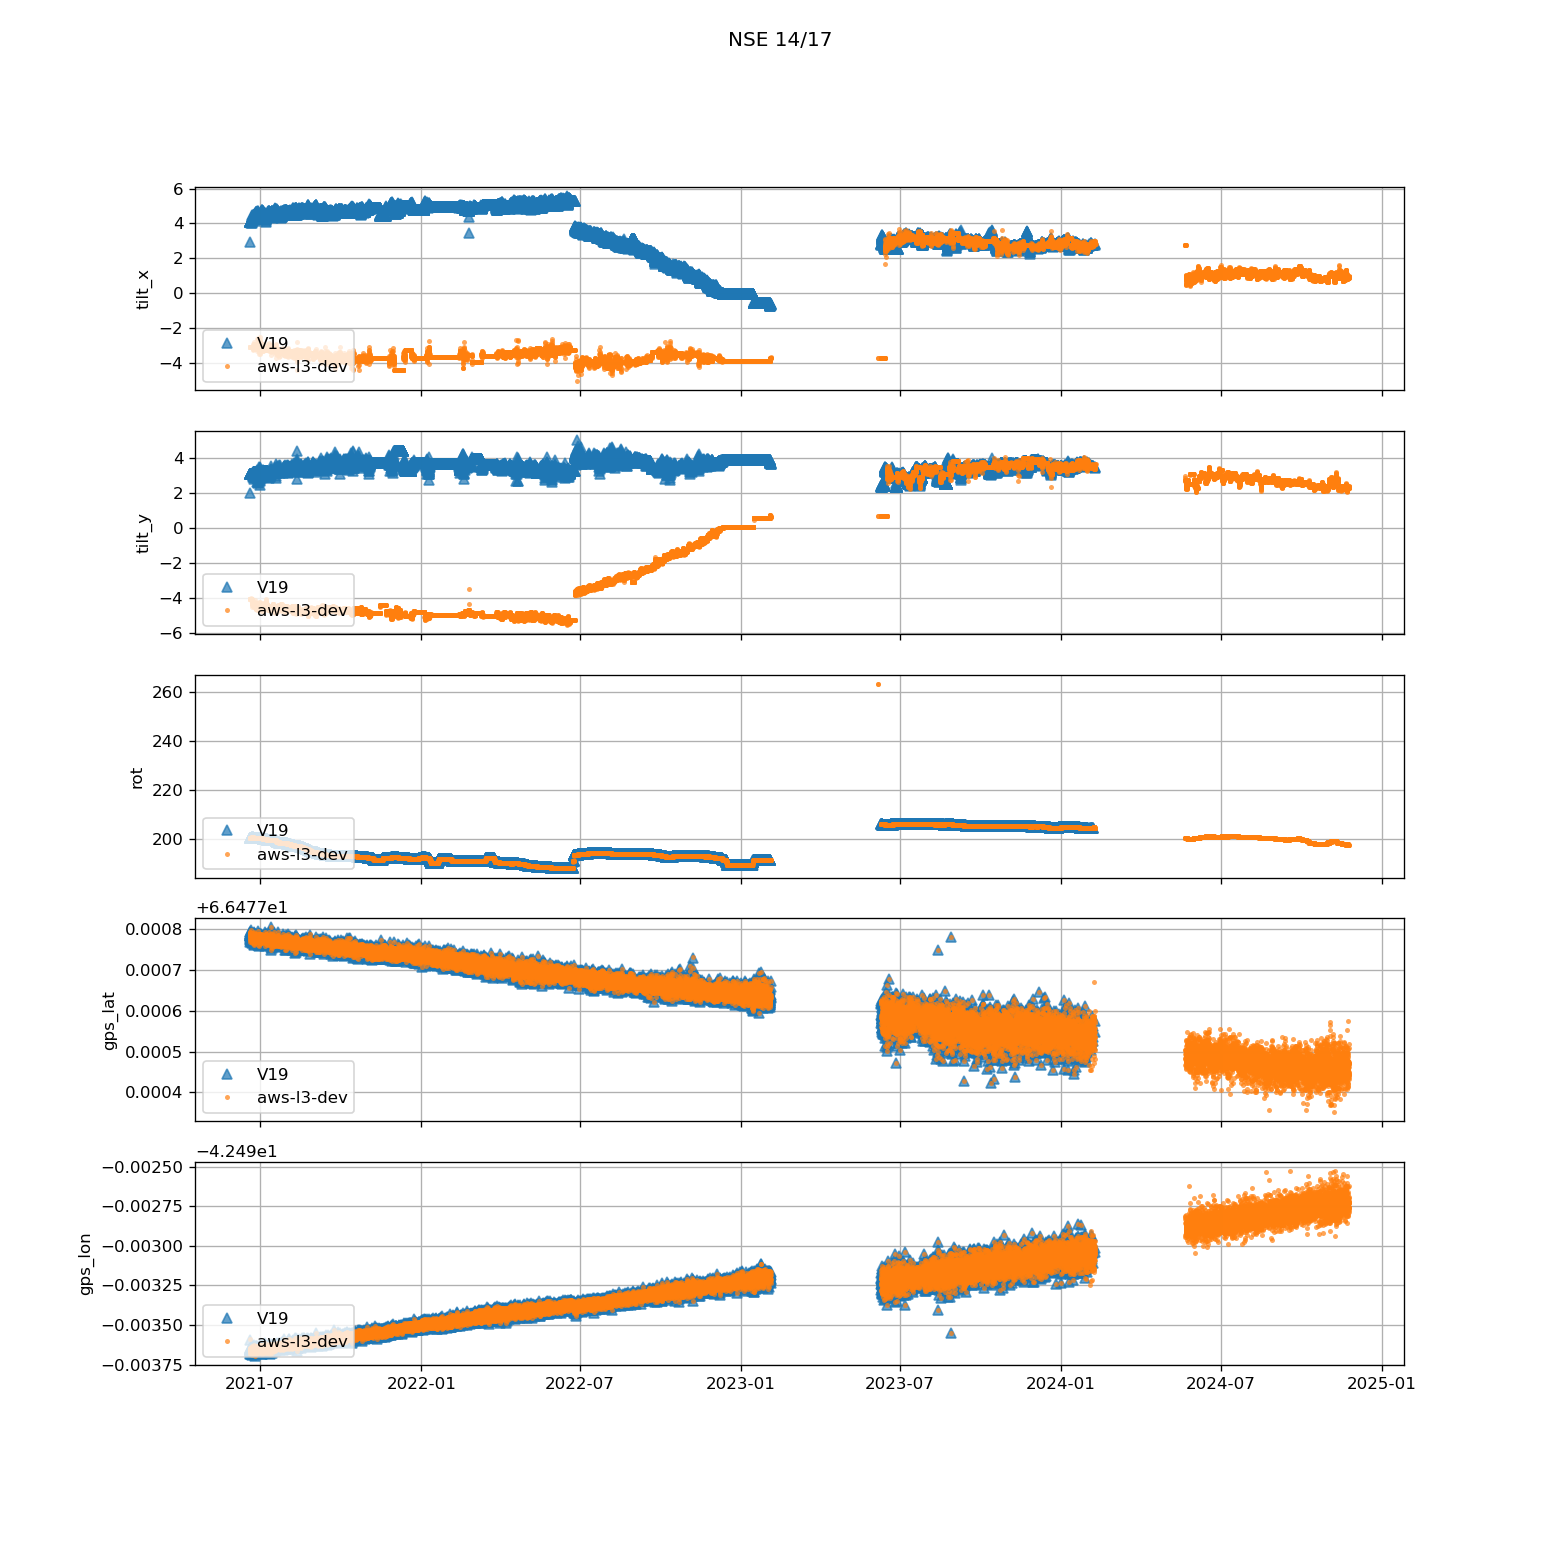 NSE 14/17
6
4
2
0
−2
−4
tilt_x
V19
aws-l3-dev
4
2
0
−2
−4
−6
tilt_y
V19
aws-l3-dev
260
240
220
200
rot
V19
aws-l3-dev
+6.6477e1
0.0008
0.0007
0.0006
0.0005
0.0004
gps_lat
V19
aws-l3-dev
−4.249e1
−0.00250
−0.00275
−0.00300
−0.00325
−0.00350
−0.00375
gps_lon
V19
aws-l3-dev
2021-07 2022-01 2022-07 2023-01 2023-07 2024-01 2024-07 2025-01